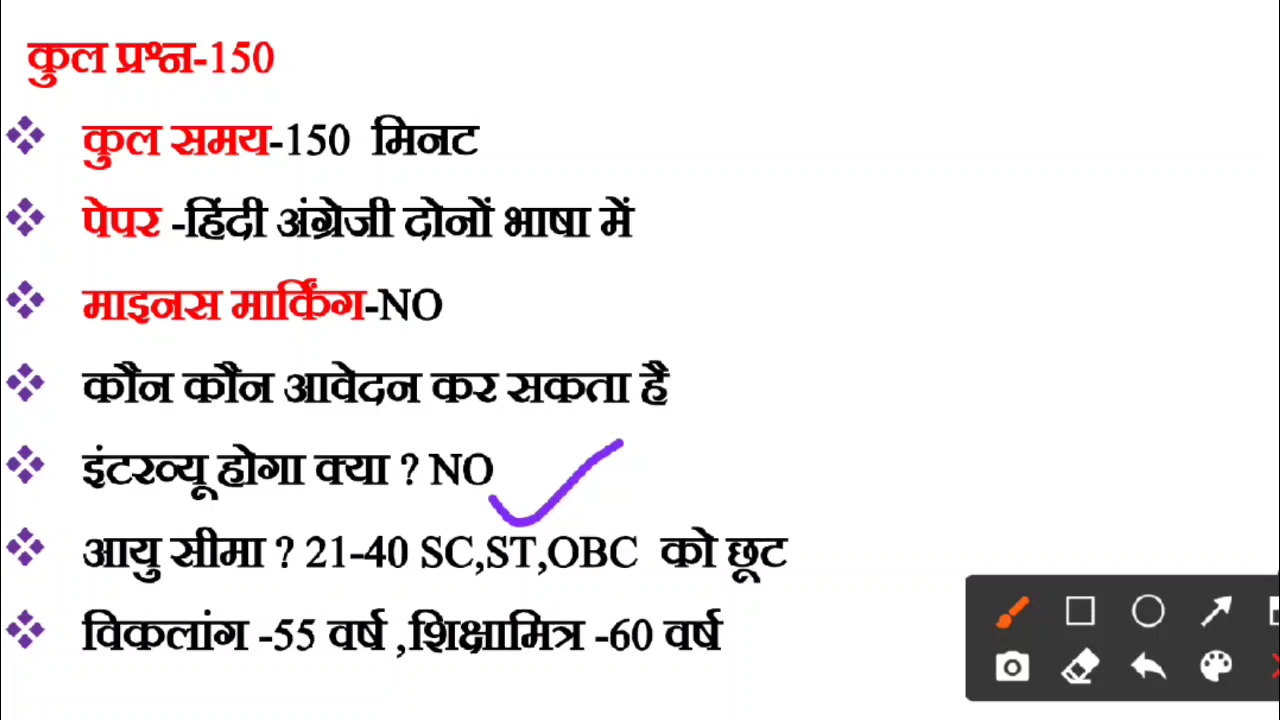 कुल प्रश्न-150
कुल समय-150 मिनट
पेपर -हिंदी अंग्रेजी दोनों भाषा में
माइनस मार्किंग-NO
कौन कौन आवेदन कर सकता है
इंटरव्यू होगा क्या ? NO
आयु सीमा ? 21-40 SC,ST,OBC को छूट
विकलांग -55 वर्ष ,शिक्षामित्र -60 वर्ष